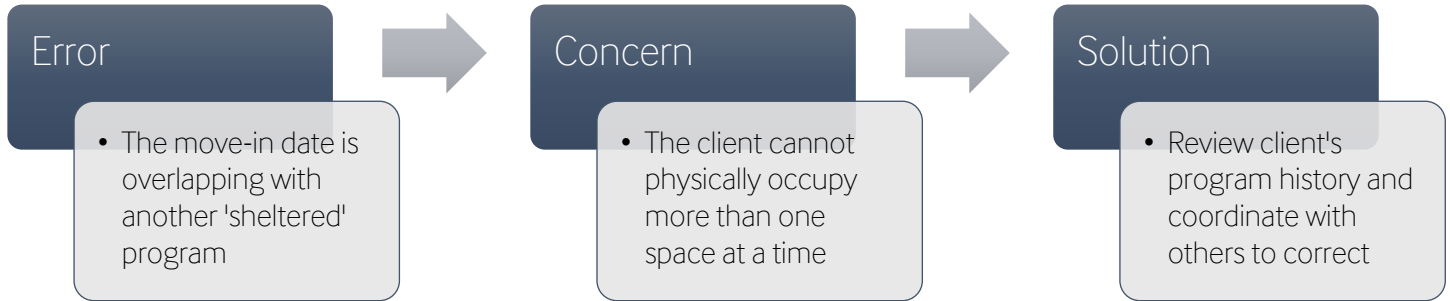 Error
• The move-in date is
overlapping with
another 'sheltered'
program
Concern
• The client cannot
physically occupy
more than one
space at a time
Solution
• Review client's
program history and
coordinate with
others to correct